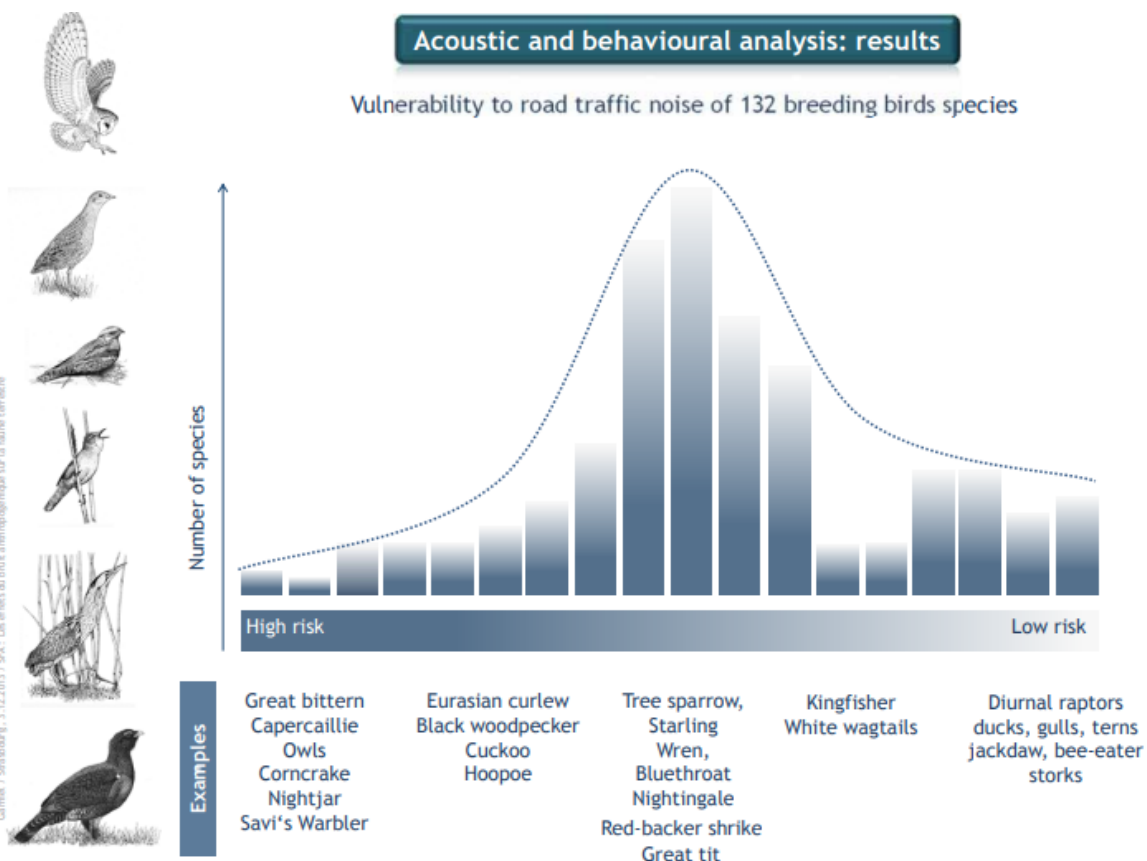 Acoustic and behavioural analysis: results
Vulnerability to road traffic noise of 132 breeding birds species
Number of species
High risk
Low risk
Examples
Great bittern
Capercaillie
Owls
Corncrake
Nightjar
Savi's Warbler
Eurasian curlew
Black woodpecker
Cuckoo
Hoopoe
Tree sparrow,
Starling
Wren,
Bluethroat
Nightingale
Red-backer shrike
Great tit
Kingfisher
White wagtails
Diurnal raptors
ducks, gulls, terns
jackdaw, bee-eater
storks